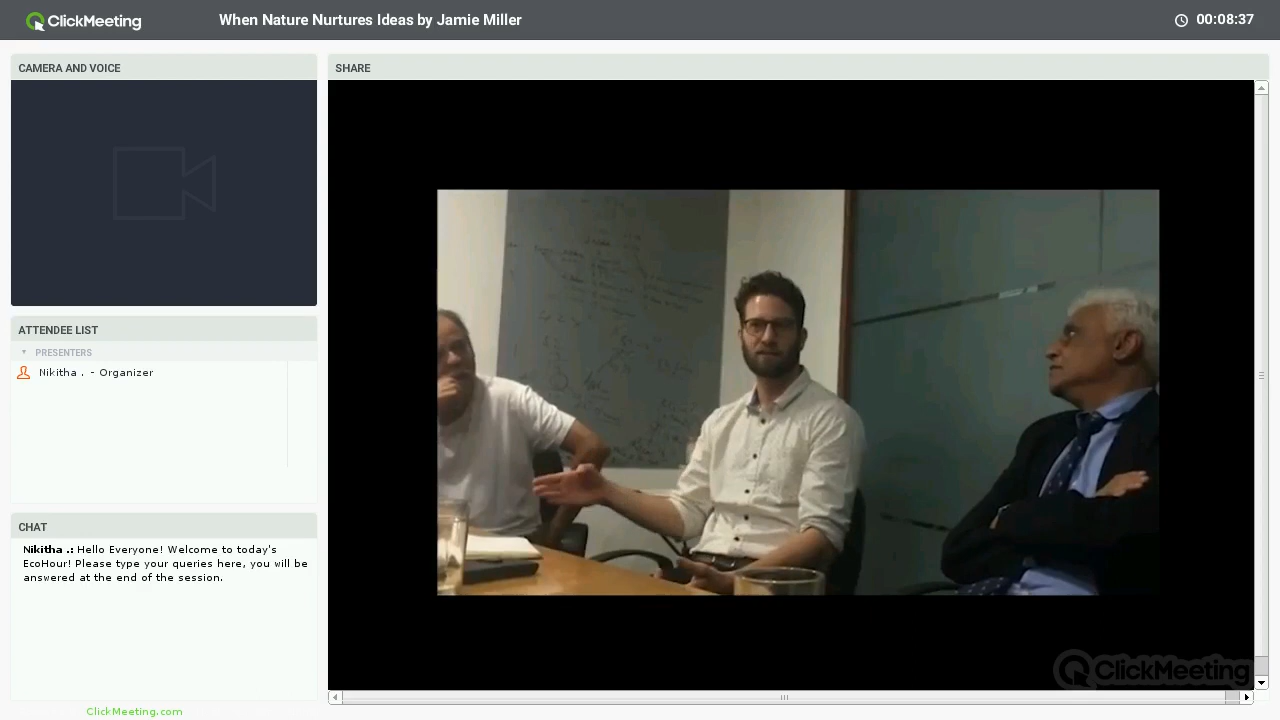 ClickMeeting
When Nature Nurtures Ideas by Jamie Miller
00:08:37
CAMERA AND VOICE
SHARE
ATTENDEE LIST
PRESENTERS
Nikitha . - Organizer
CHAT
Nikitha .: Hello Everyone! Welcome to today's
EcoHour! Please type your queries here, you will be
answered at the end of the session.
ClickMeeting
ClickMeeting.com